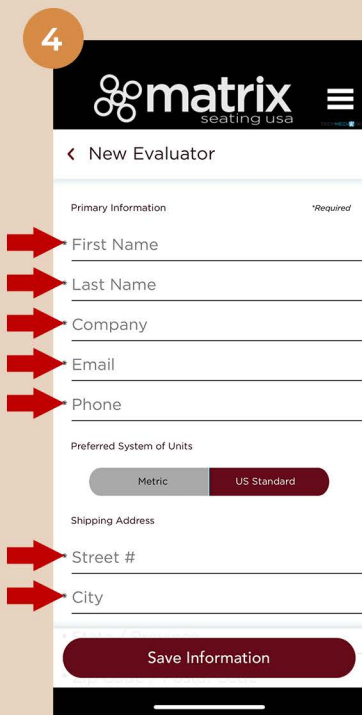 4
matrix
seating usa
New Evaluator
Primary Information *Required
* First Name
* Last Name
* Company
* Email
* Phone
Preferred System of Units
Metric US Standard
Shipping Address
* Street #
* City
Save Information